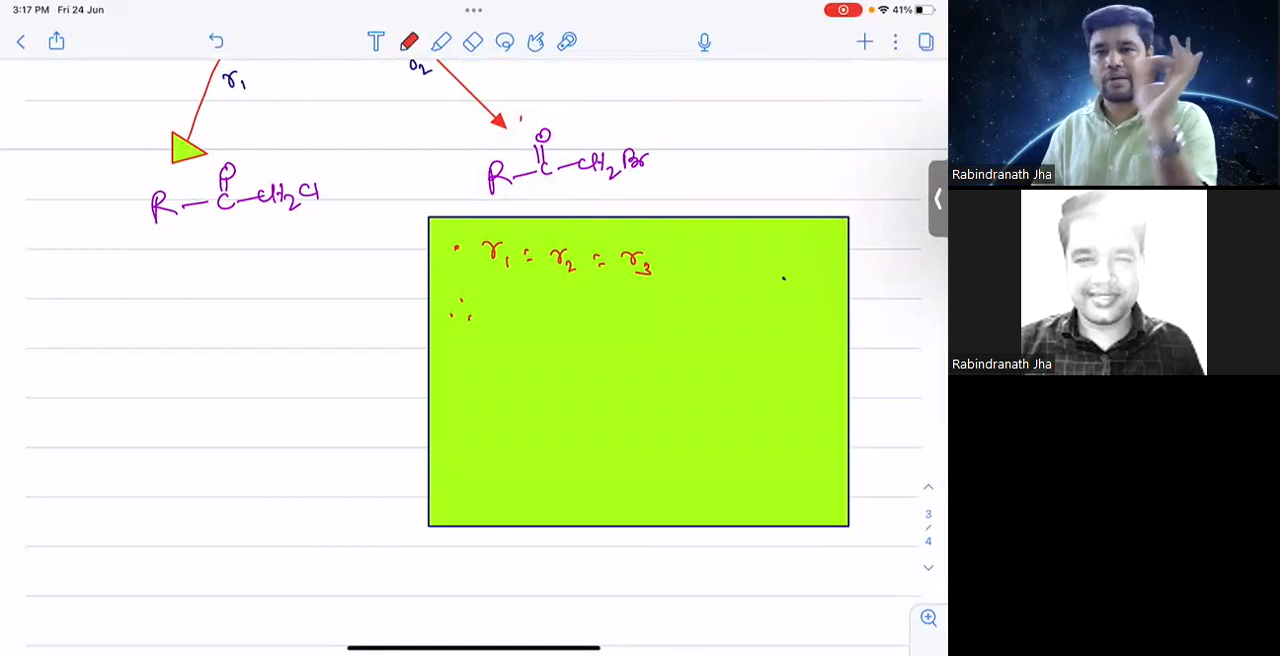 3:17 PM Fri 24 Jun
41%
T
r₁
R–C–CH₂Cl
O
R–C–CH₂Br
• r₁ = r₂ = r₃
∴
3
/
4
Rabindranath Jha
Rabindranath Jha